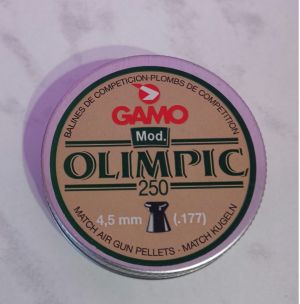 BALINES DE COMPETICION·PLOMBS DE COMPETITION
GAMO
Mod.
OLIMPIC
250
4,5 mm (.177)
MATCH AIR GUN PELLETS - MATCH KUGELN